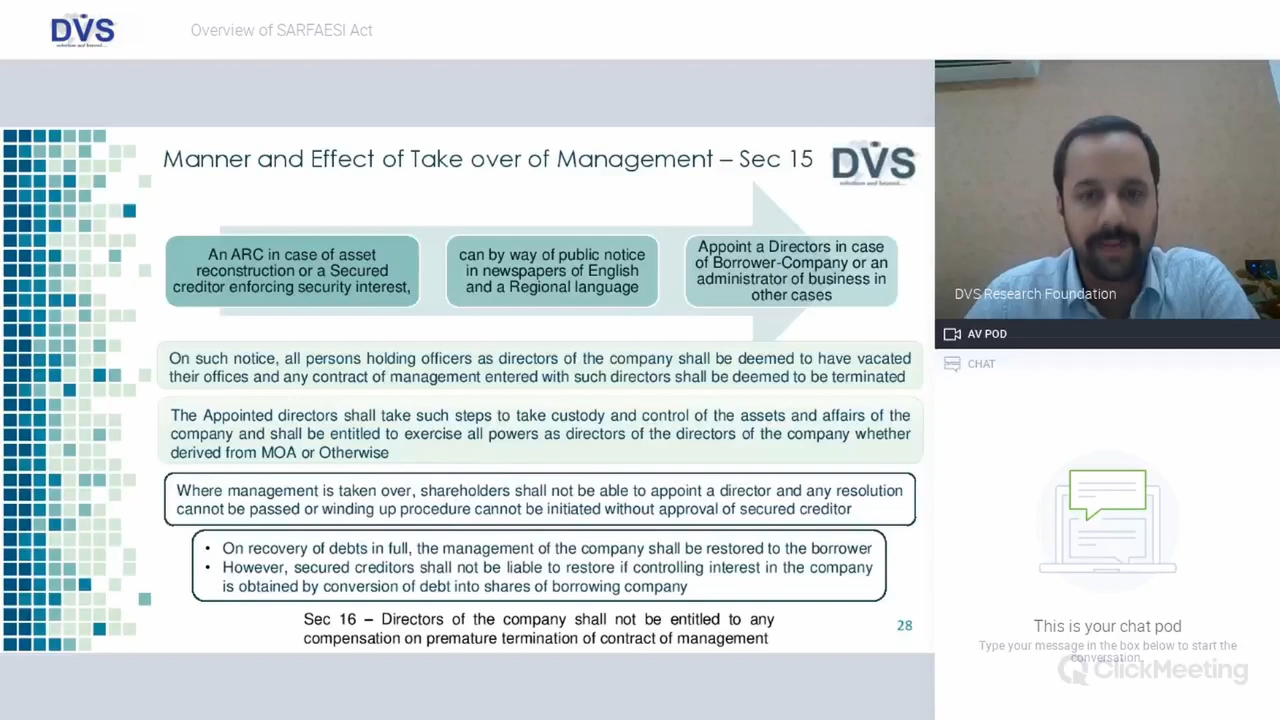 DVS
Overview of SARFAESI Act
Manner and Effect of Take over of Management – Sec 15
DVS
An ARC in case of asset
reconstruction or a Secured
creditor enforcing security interest,
can by way of public notice
in newspapers of English
and a Regional language
Appoint a Directors in case
of Borrower-Company or an
administrator of business in
other cases
On such notice, all persons holding officers as directors of the company shall be deemed to have vacated
their offices and any contract of management entered with such directors shall be deemed to be terminated
The Appointed directors shall take such steps to take custody and control of the assets and affairs of the
company and shall be entitled to exercise all powers as directors of the directors of the company whether
derived from MOA or Otherwise
Where management is taken over, shareholders shall not be able to appoint a director and any resolution
cannot be passed or winding up procedure cannot be initiated without approval of secured creditor
• On recovery of debts in full, the management of the company shall be restored to the borrower
• However, secured creditors shall not be liable to restore if controlling interest in the company
is obtained by conversion of debt into shares of borrowing company
Sec 16 – Directors of the company shall not be entitled to any
compensation on premature termination of contract of management
28
DVS Research Foundation
AV POD
CHAT
This is your chat pod
Type your message in the box below to start the
conversation.
ClickMeeting